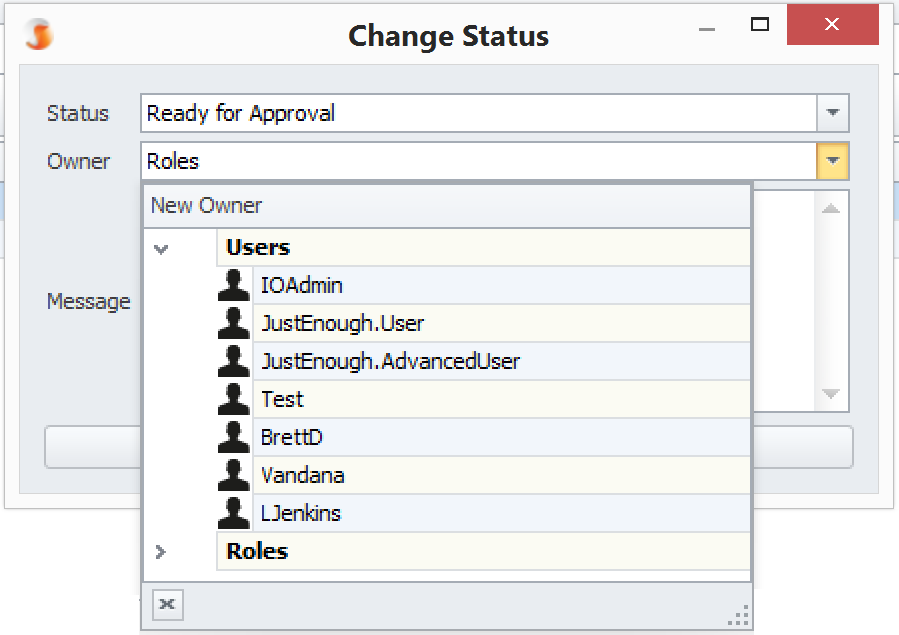 Change Status
Status Ready for Approval
Owner Roles
New Owner
Users
IOAdmin
JustEnough.User
Message
JustEnough.AdvancedUser
Test
BrettD
Vandana
LJenkins
Roles